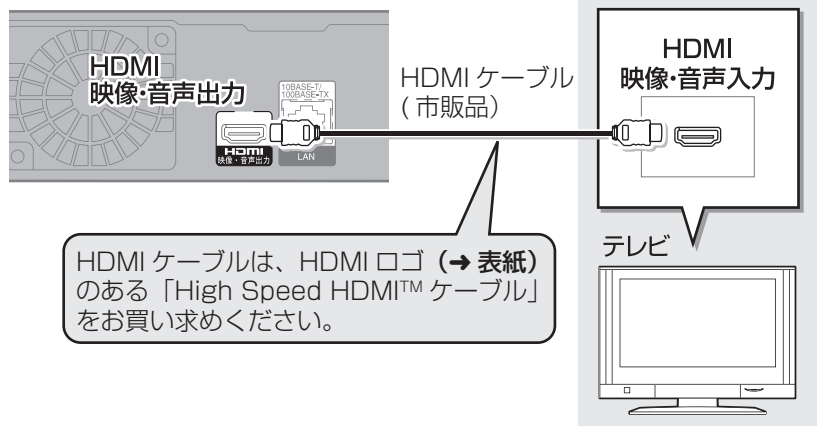 HDMI
映像・音声出力
10BASE-T/
100BASE-TX
HDMI
映像・音声出力
LAN
HDMI ケーブル
( 市販品）
HDMI
映像・音声入力
HDMI ケーブルは、HDMI ロゴ（➜ 表紙）
のある「High Speed HDMI™ ケーブル」
をお買い求めください。
テレビ